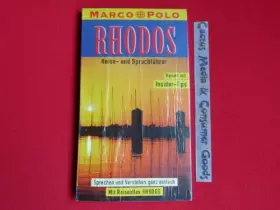 MARCO POLO
RHODOS
Reise- und Sprachführer
Reisen mit
Insider-Tips
Sprechen und Verstehen ganz einfach
Mit Reiseatlas RHODOS
Cactus Media & Consumer Goods